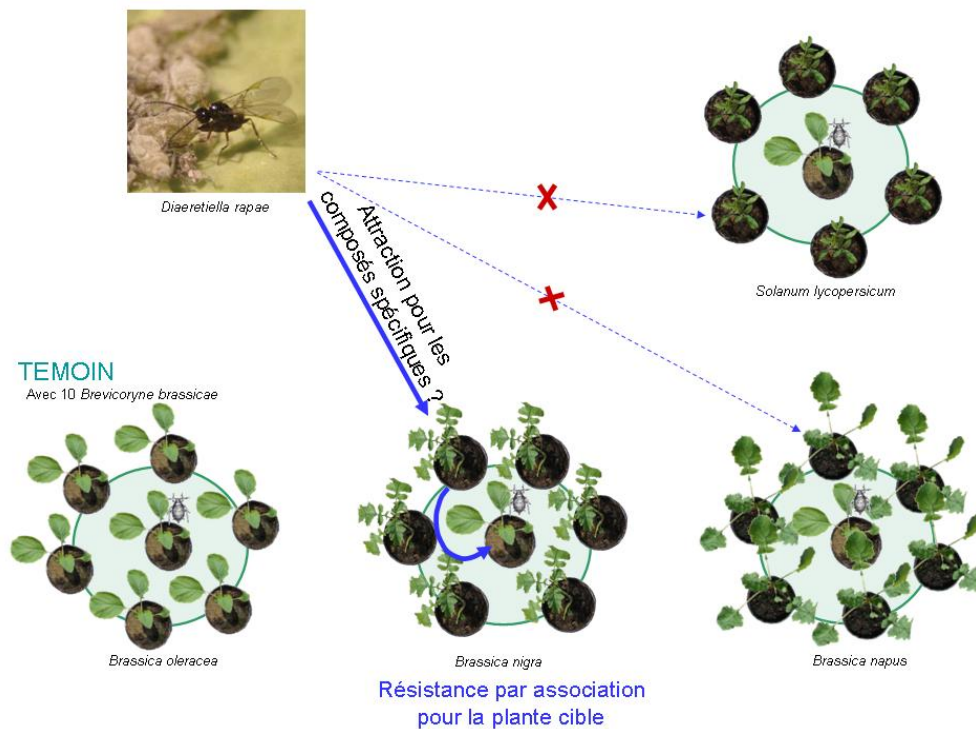 Diaeretiella rapae
Solanum lycopersicum
Attraction pour les
composés spécifiques ?
TEMOIN
Avec 10 Brevicoryne brassicae
Brassica oleracea
Brassica nigra
Brassica napus
Résistance par association
pour la plante cible